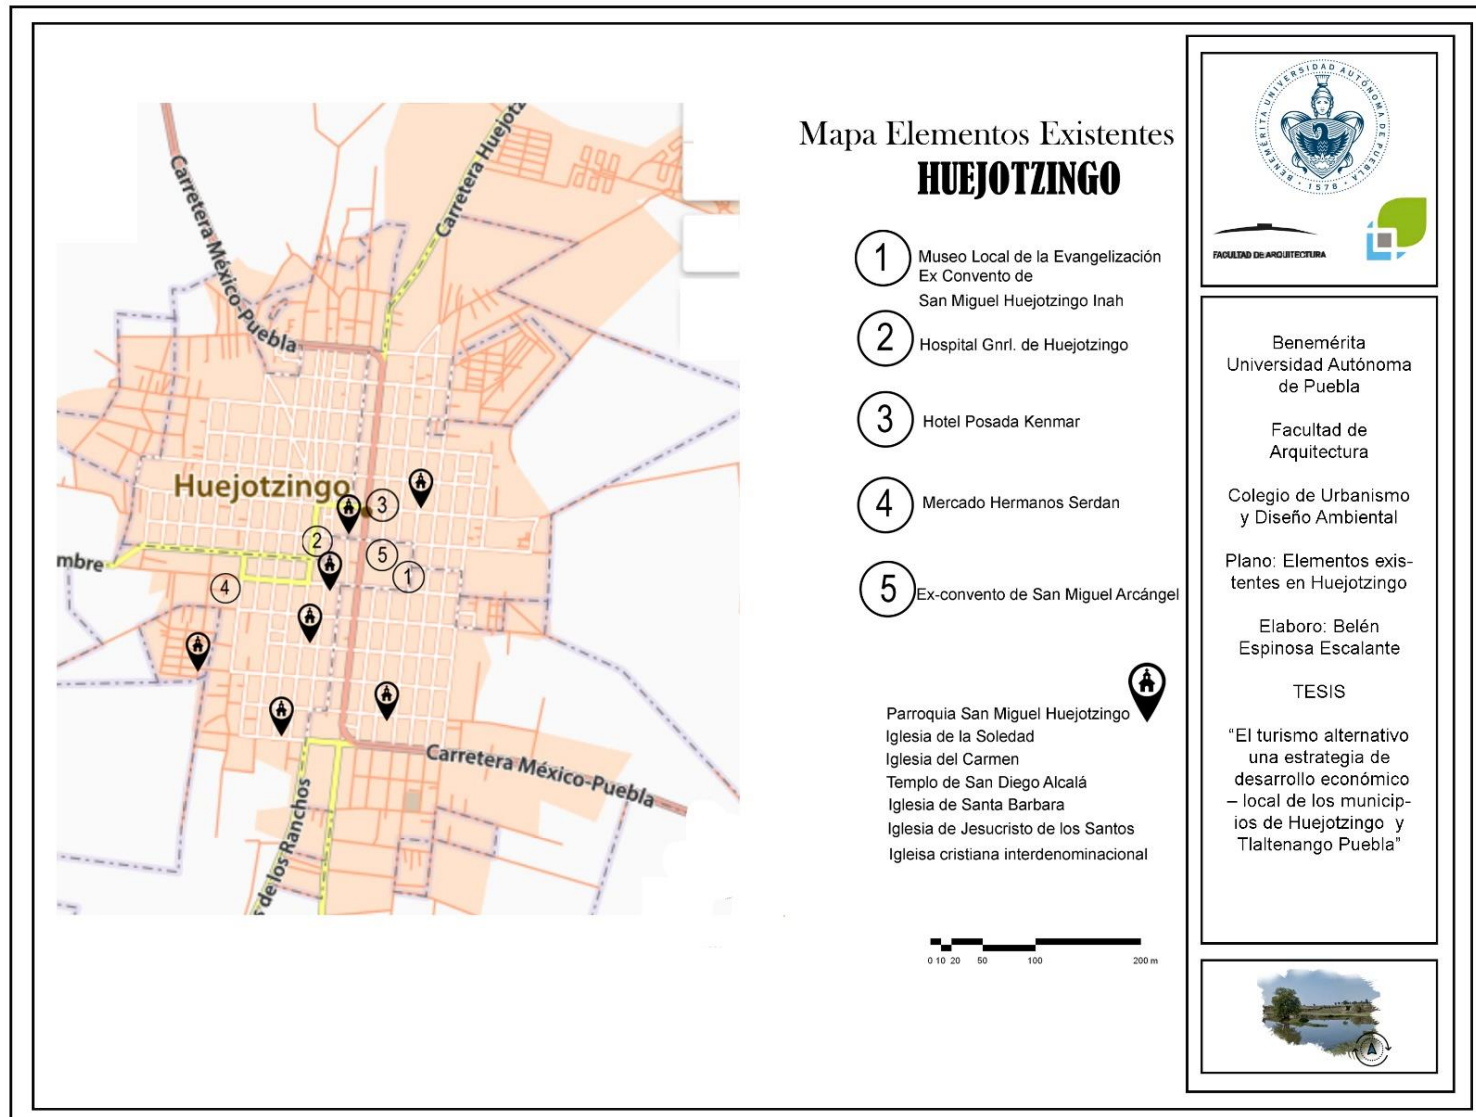 Carretera México-Puebla
Carretera Huejotz
Huejotzingo
3
2
5
1
4
mbre
Carretera México-Puebla
s de los Ranchos
Mapa Elementos Existentes
HUEJOTZINGO
1
Museo Local de la Evangelización
Ex Convento de
San Miguel Huejotzingo Inah
2
Hospital Gnrl. de Huejotzingo
3
Hotel Posada Kenmar
4
Mercado Hermanos Serdan
5
Ex-convento de San Miguel Arcángel
Parroquia San Miguel Huejotzingo
Iglesia de la Soledad
Iglesia del Carmen
Templo de San Diego Alcalá
Iglesia de Santa Barbara
Iglesia de Jesucristo de los Santos
Igleisa cristiana interdenominacional
0 10 20 50 100 200 m
BENEMÉRITA UNIVERSIDAD AUTÓNOMA DE PUEBLA
1578
FACULTAD DE ARQUITECTURA
Benemérita
Universidad Autónoma
de Puebla
Facultad de
Arquitectura
Colegio de Urbanismo
y Diseño Ambiental
Plano: Elementos exis-
tentes en Huejotzingo
Elaboro: Belén
Espinosa Escalante
TESIS
“El turismo alternativo
una estrategia de
desarrollo económico
– local de los municip-
ios de Huejotzingo y
Tlaltenango Puebla”